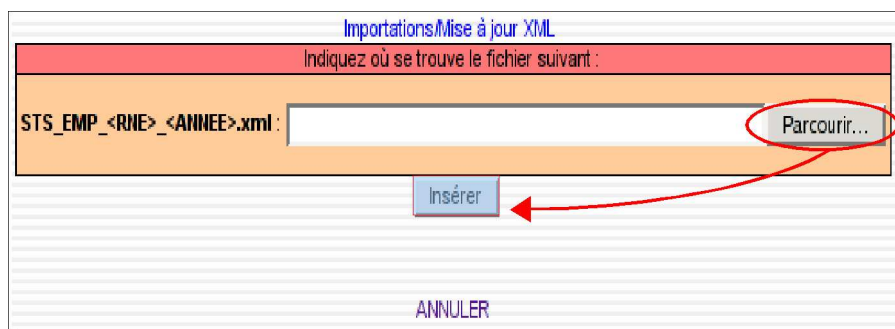 Importations/Mise à jour XML
Indiquez où se trouve le fichier suivant :
STS_EMP_<RNE>_<ANNEE>.xml : Parcourir...
Insérer
ANNULER